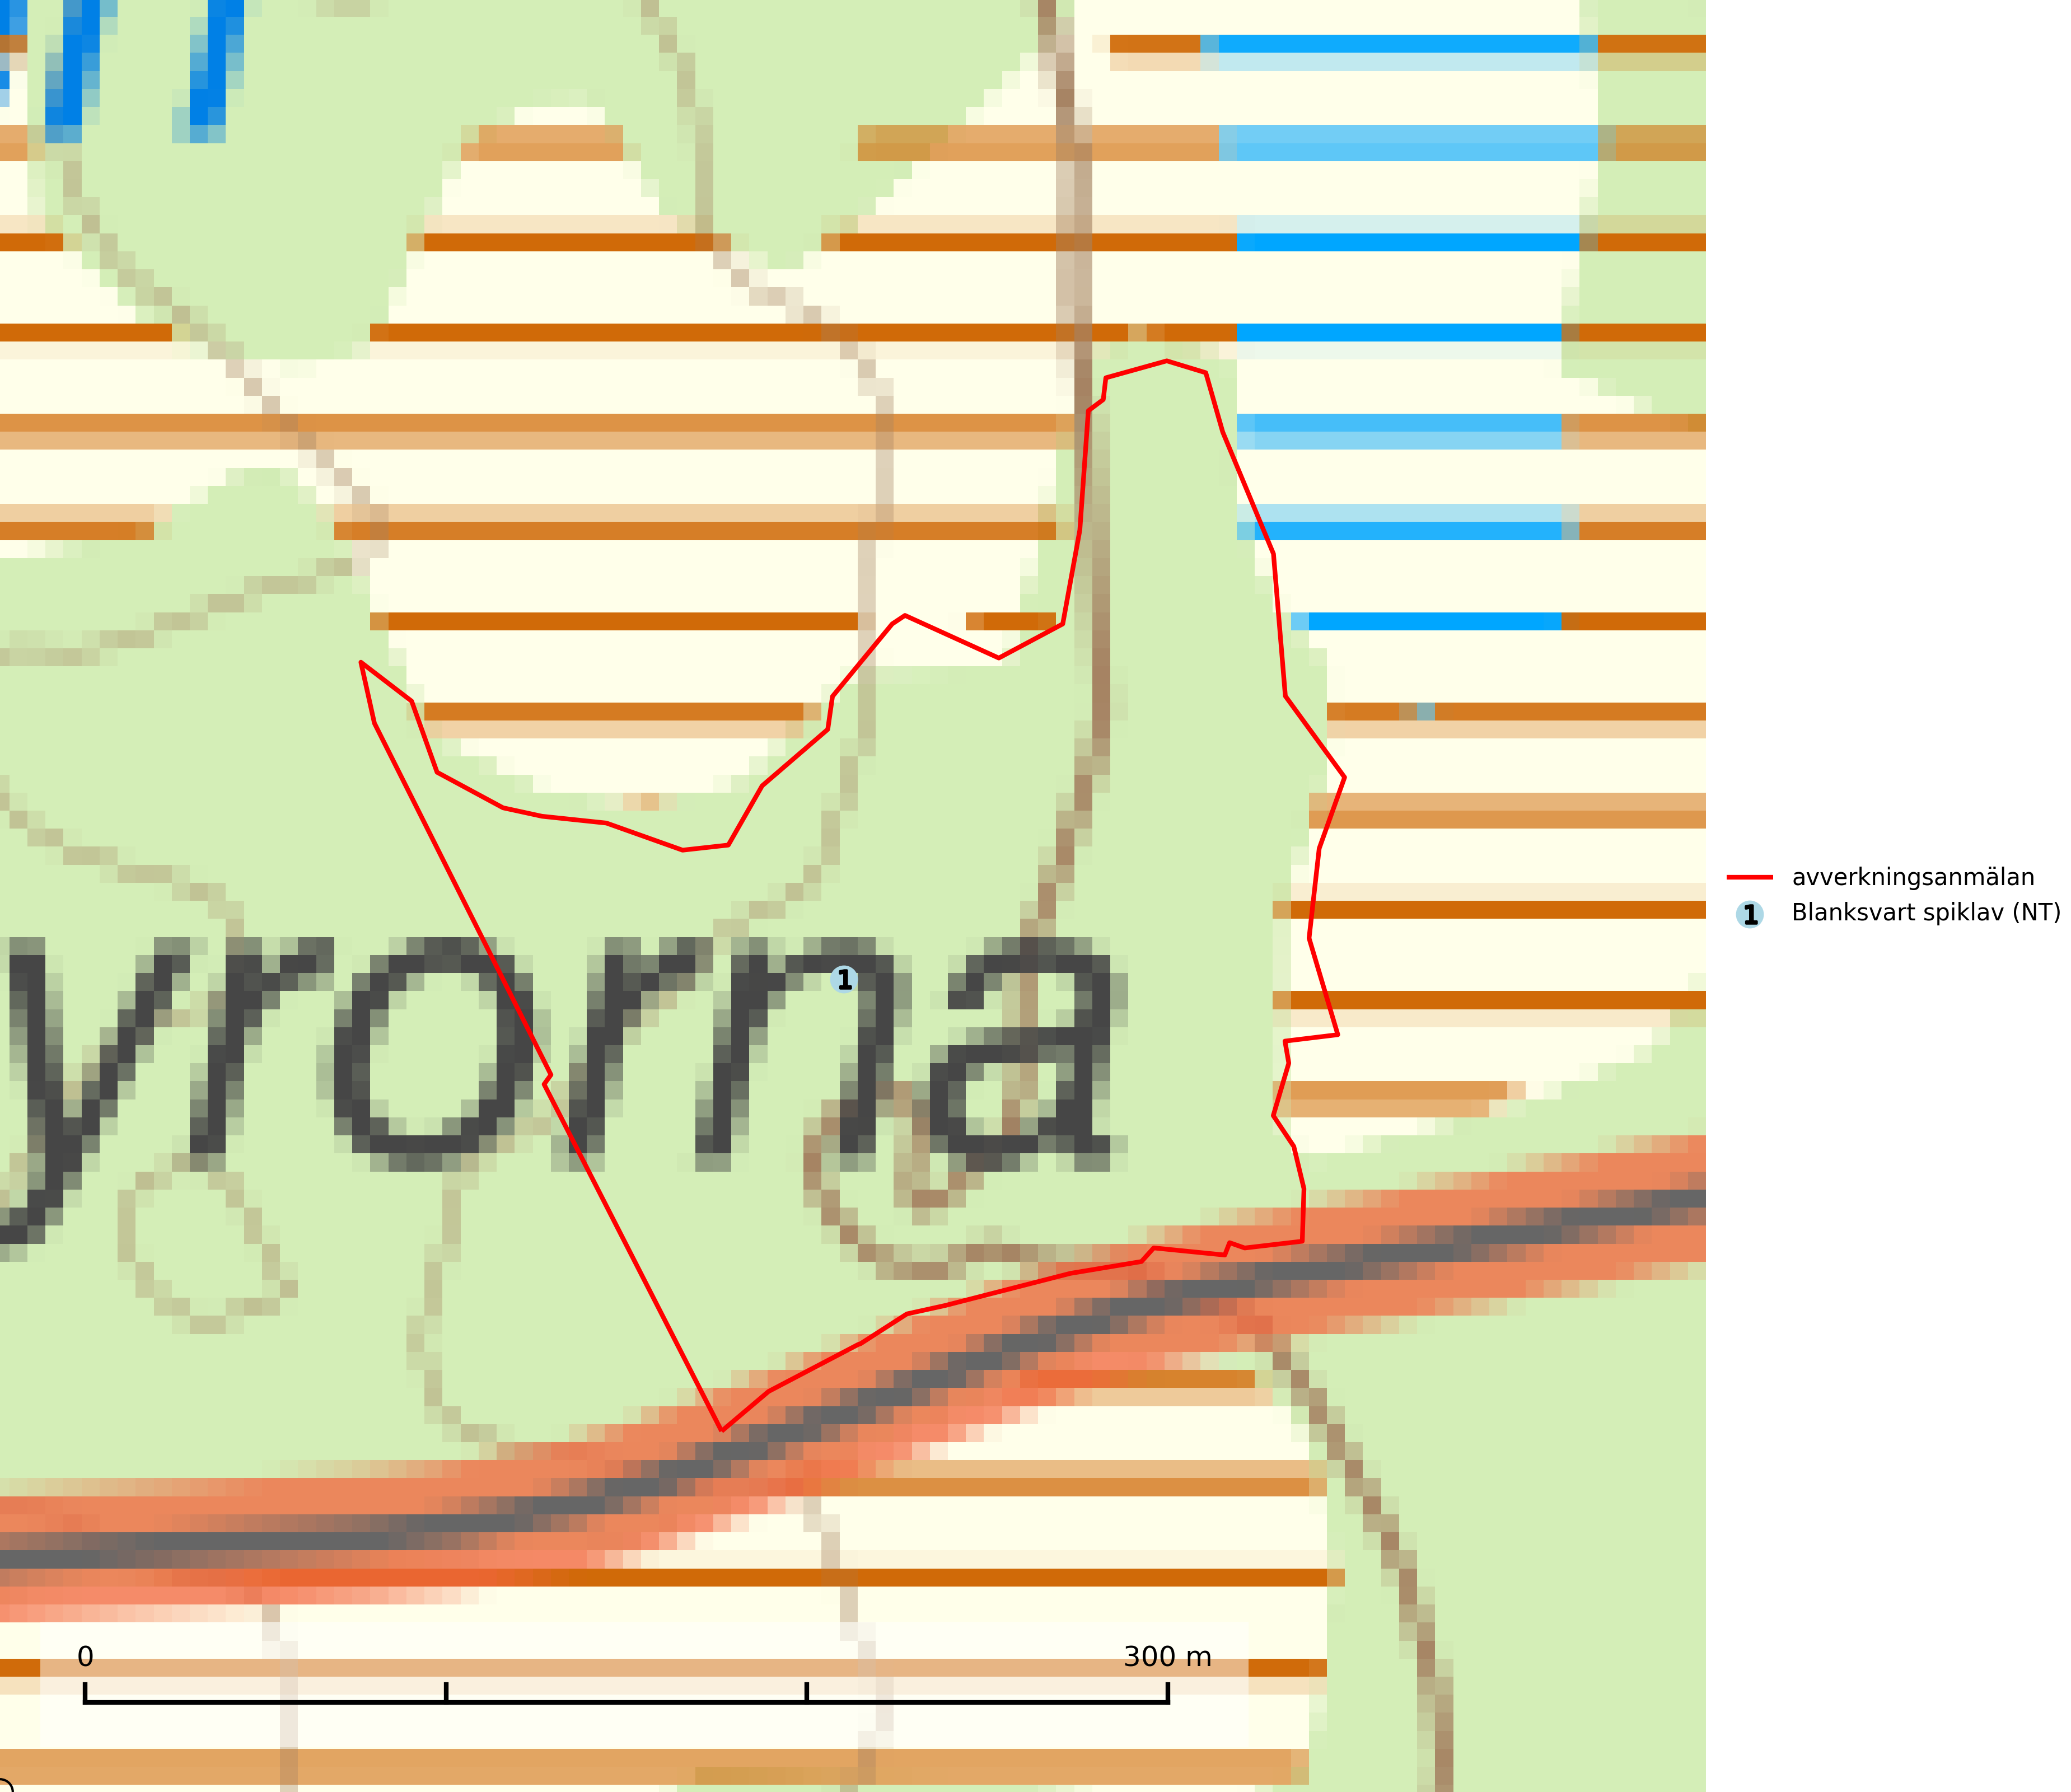 yrorna
1
avverkningsanmälan
1 Blanksvart spiklav (NT)
0 300 m